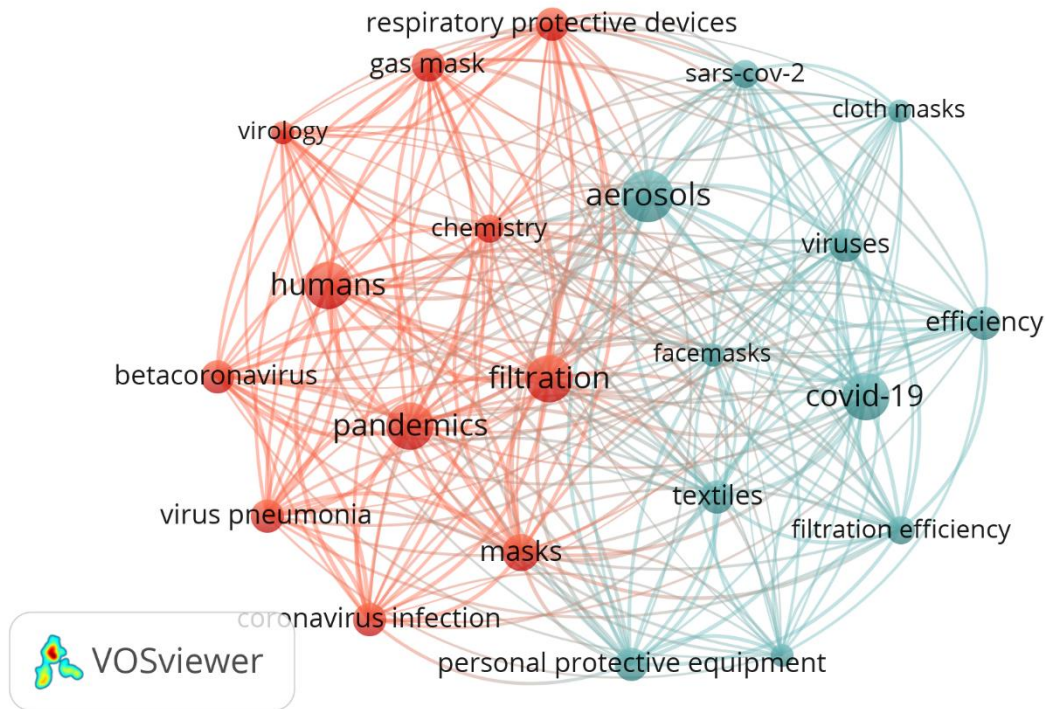 respiratory protective devices
gas mask
sars-cov-2
cloth masks
virology
aerosols
chemistry
viruses
humans
efficiency
facemasks
betacoronavirus
filtration
covid-19
pandemics
textiles
virus pneumonia
filtration efficiency
masks
coronavirus infection
personal protective equipment
VOSviewer